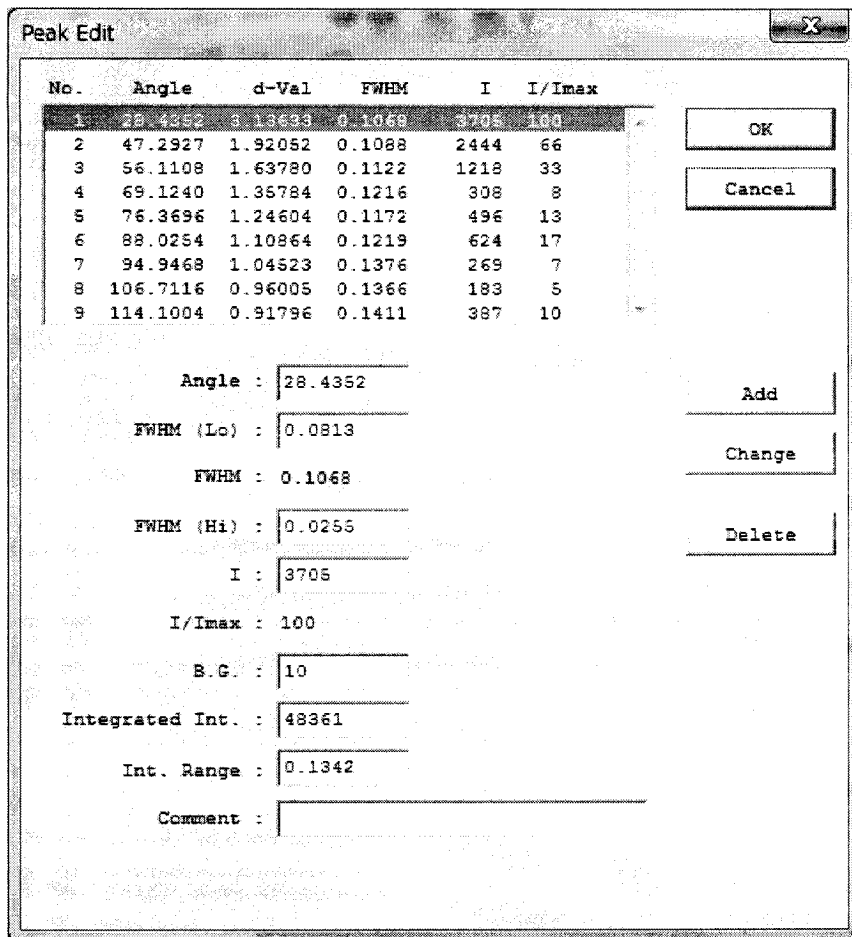 Peak Edit
No. Angle d-Val FWHM I I/Imax
1 28.4352 3.13633 0.1068 3705 100
2 47.2927 1.92052 0.1088 2444 66
3 56.1108 1.63780 0.1122 1218 33
4 69.1240 1.35784 0.1216 308 8
5 76.3696 1.24604 0.1172 496 13
6 88.0254 1.10864 0.1219 624 17
7 94.9468 1.04523 0.1376 269 7
8 106.7116 0.96005 0.1366 183 5
9 114.1004 0.91796 0.1411 387 10
OK
Cancel
Angle : 28.4352
Add
FWHM (Lo) : 0.0813
Change
FWHM : 0.1068
FWHM (Hi) : 0.0255
Delete
I : 3705
I/Imax : 100
B.G. : 10
Integrated Int. : 48361
Int. Range : 0.1342
Comment :